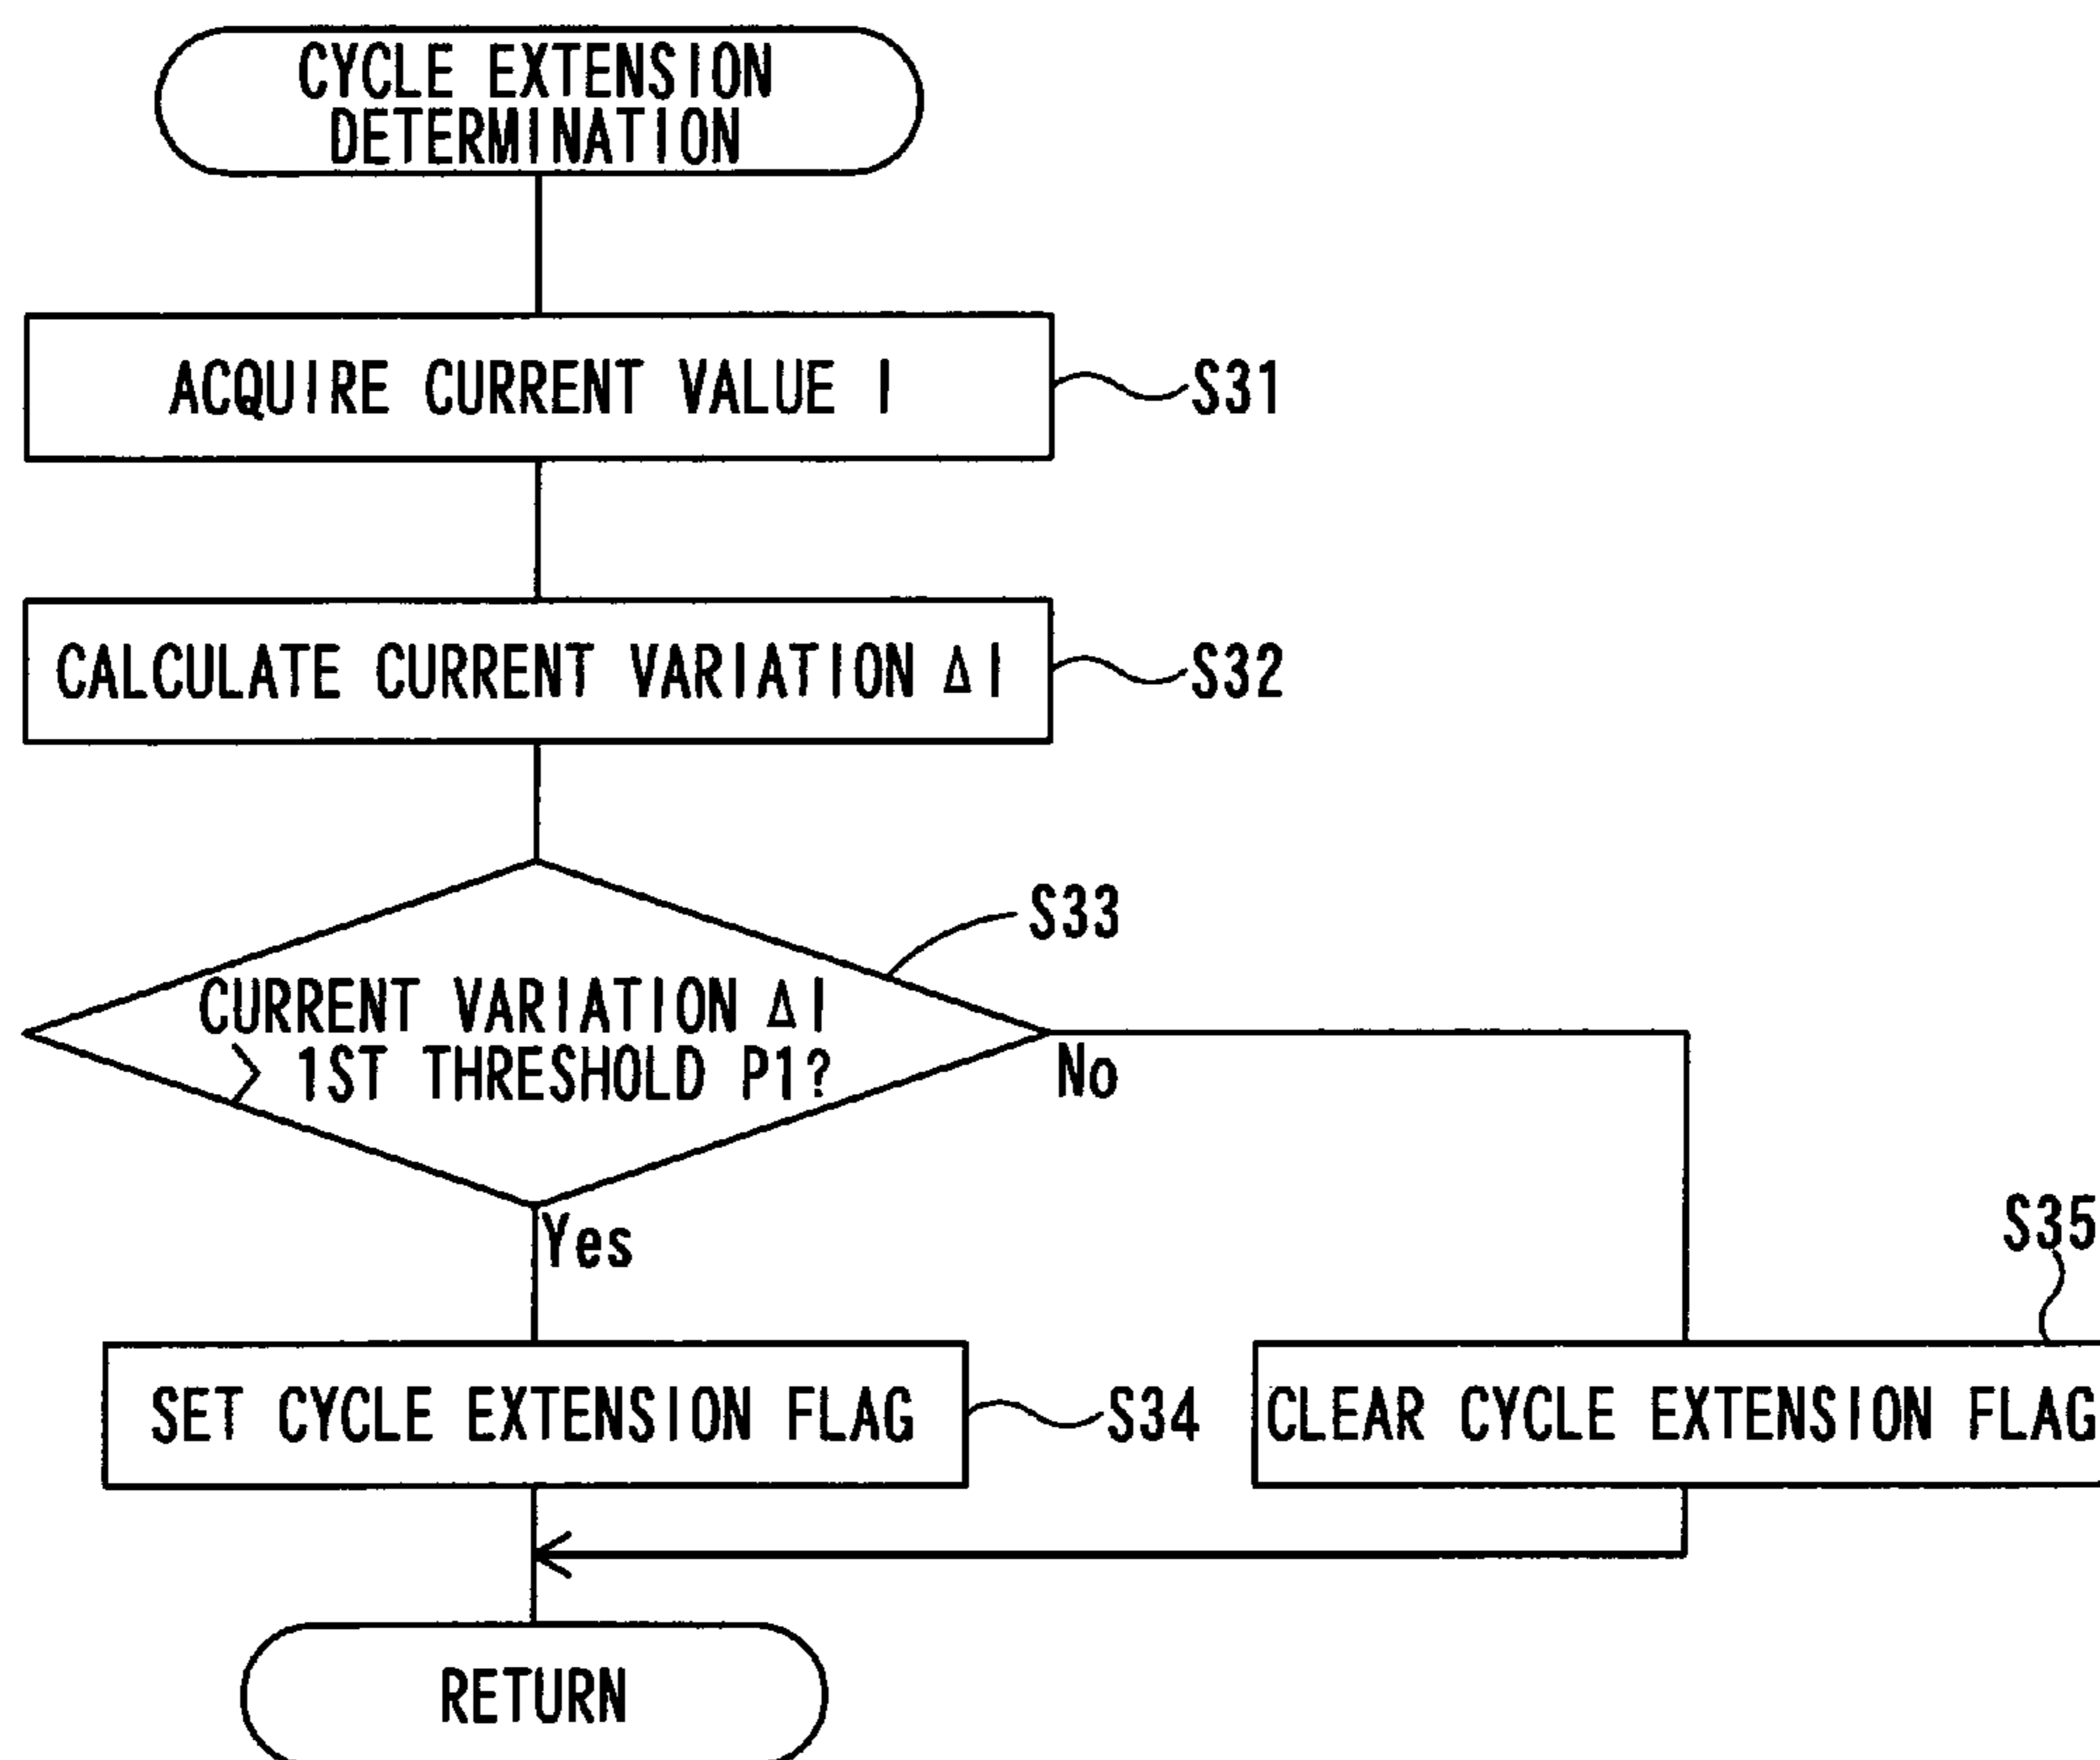 CYCLE EXTENSION
DETERMINATION
ACQUIRE CURRENT VALUE I
S31
CALCULATE CURRENT VARIATION ΔI
S32
S33
CURRENT VARIATION ΔI
> 1ST THRESHOLD P1?
No
Yes
S35
SET CYCLE EXTENSION FLAG
S34
CLEAR CYCLE EXTENSION FLAG
RETURN